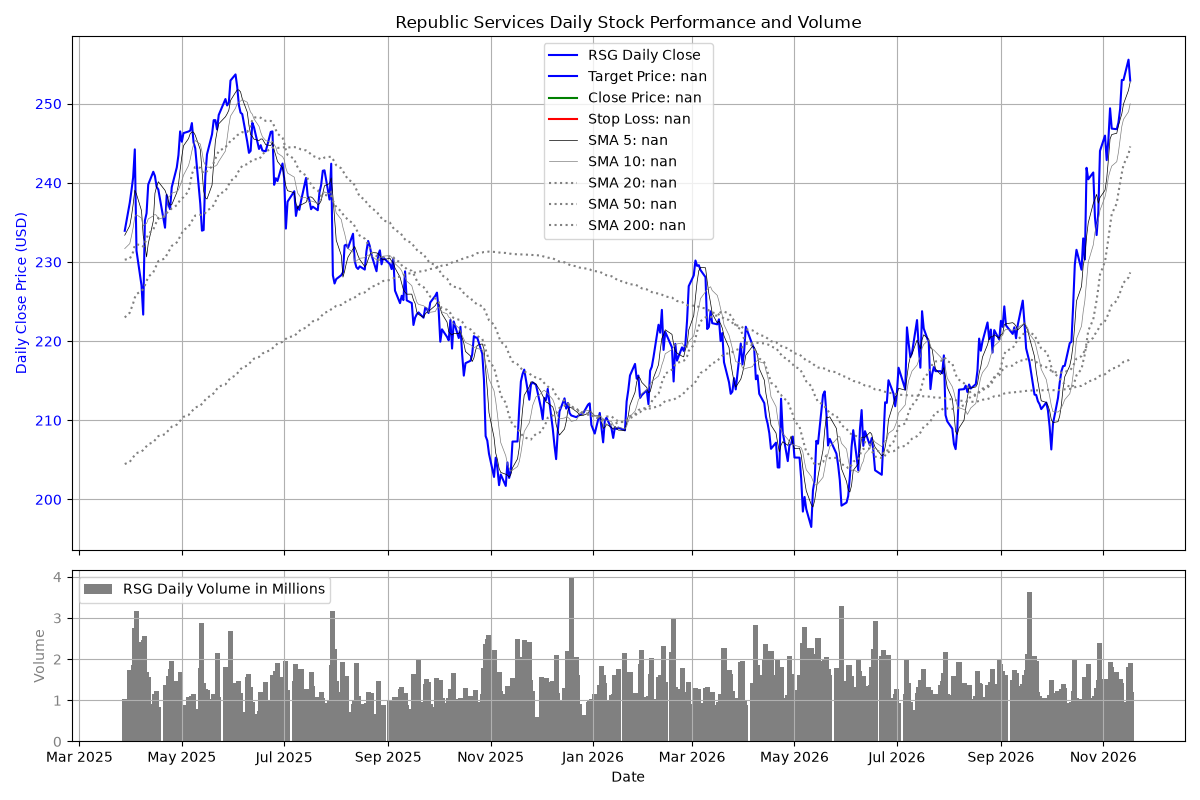 Republic Services Daily Stock Performance and Volume
Daily Close Price (USD)
250
240
230
220
210
200
RSG Daily Close
Target Price: nan
Close Price: nan
Stop Loss: nan
SMA 5: nan
SMA 10: nan
SMA 20: nan
SMA 50: nan
SMA 200: nan
Volume
4
3
2
1
0
RSG Daily Volume in Millions
Mar 2025 May 2025 Jul 2025 Sep 2025 Nov 2025 Jan 2026 Mar 2026 May 2026 Jul 2026 Sep 2026 Nov 2026
Date